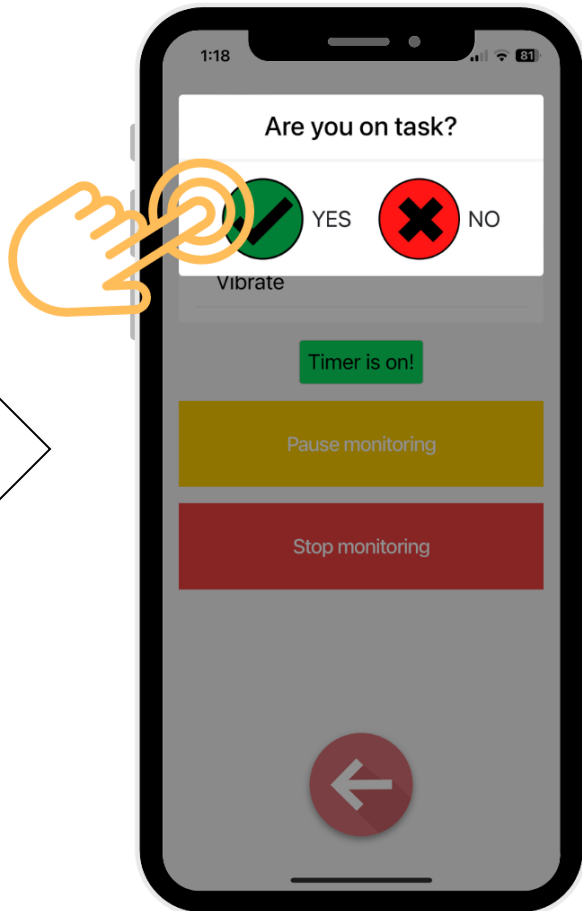 1:18 81
Are you on task?
YES NO
Vibrate
Timer is on!
Pause monitoring
Stop monitoring